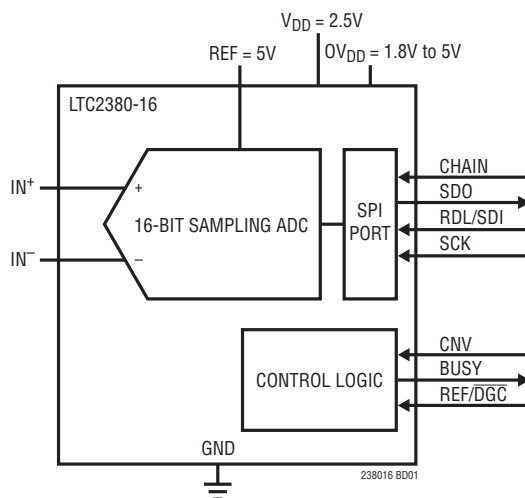 V_DD = 2.5V
OV_DD = 1.8V to 5V
REF = 5V
LTC2380-16
IN⁺
+
16-BIT SAMPLING ADC
IN⁻
–
SPI
PORT
CHAIN
SDO
RDL/SDI
SCK
CONTROL LOGIC
CNV
BUSY
REF/D̅G̅C̅
GND
238016 BD01